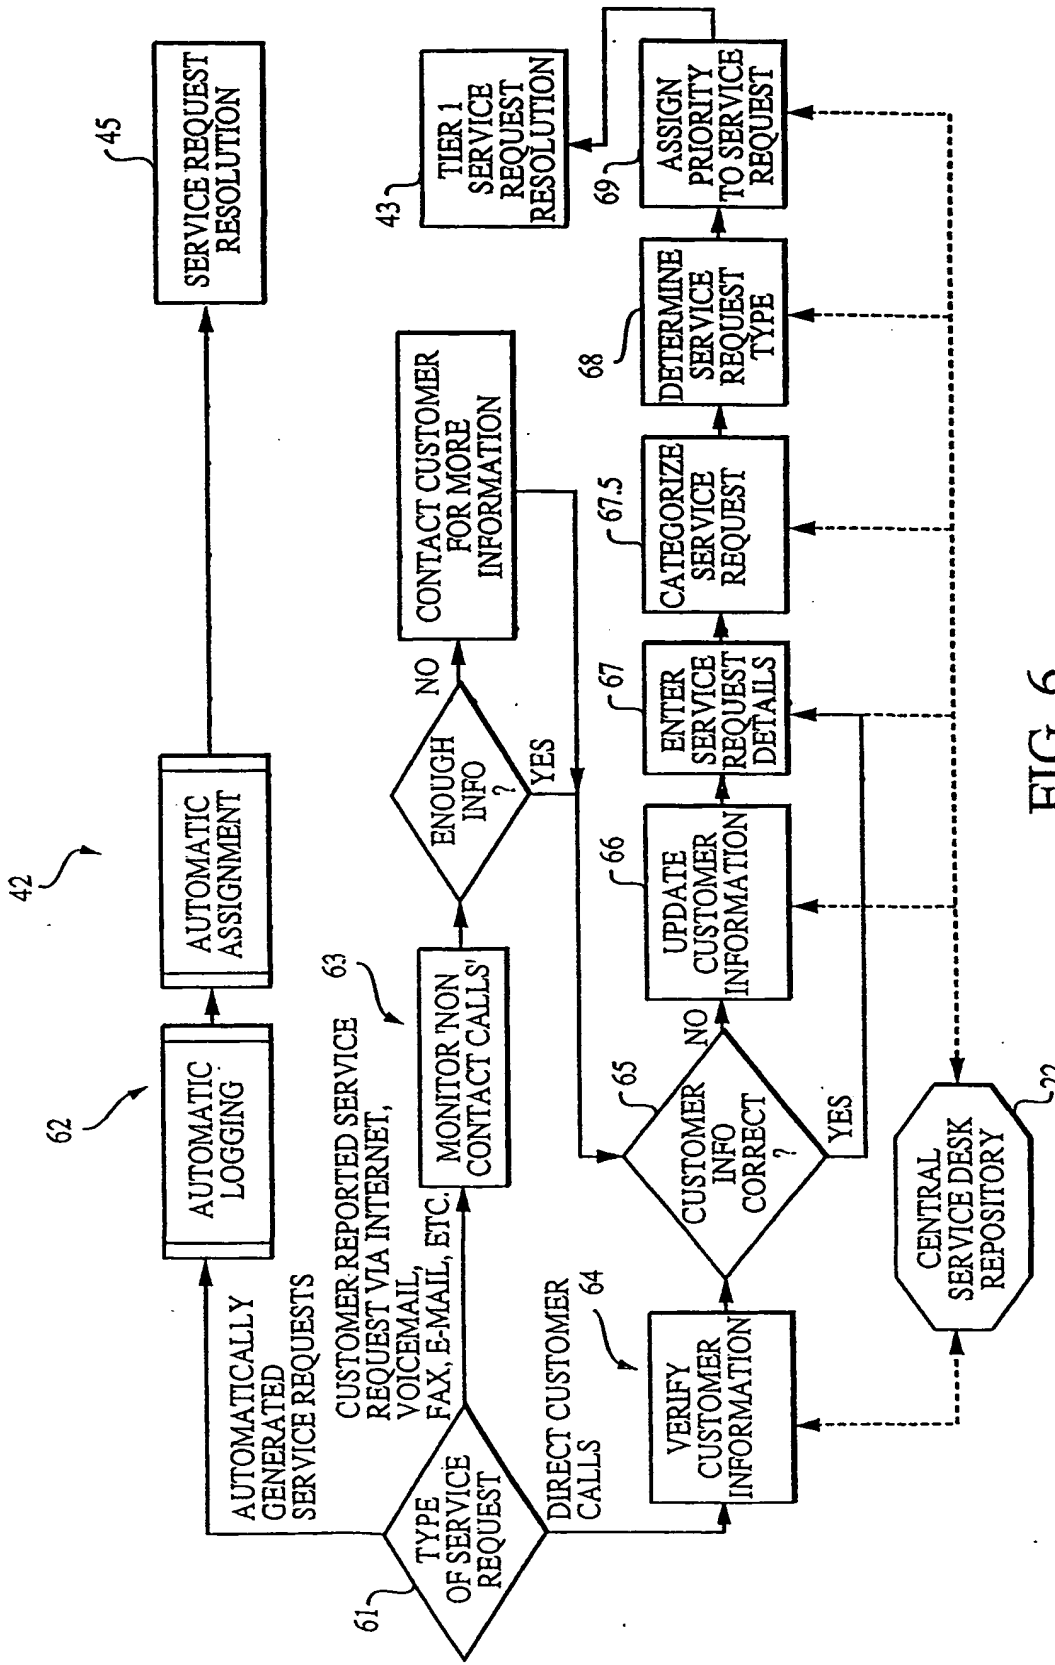 42
62
AUTOMATIC
LOGGING
AUTOMATIC
ASSIGNMENT
45
SERVICE REQUEST
RESOLUTION
AUTOMATICALLY
GENERATED
SERVICE REQUESTS
CUSTOMER-REPORTED SERVICE
REQUEST VIA INTERNET,
VOICEMAIL,
FAX, E-MAIL, ETC.
63
MONITOR 'NON
CONTACT CALLS'
ENOUGH
INFO
?
NO
YES
CONTACT CUSTOMER
FOR MORE
INFORMATION
43
TIER 1
SERVICE
REQUEST
RESOLUTION
61
TYPE
OF SERVICE
REQUEST
DIRECT CUSTOMER
CALLS
64
VERIFY
CUSTOMER
INFORMATION
65
CUSTOMER
INFO
CORRECT
?
NO
YES
66
UPDATE
CUSTOMER
INFORMATION
67
ENTER
SERVICE
REQUEST
DETAILS
67.5
CATEGORIZE
SERVICE
REQUEST
68
DETERMINE
SERVICE
REQUEST
TYPE
69
ASSIGN
PRIORITY
TO SERVICE
REQUEST
CENTRAL
SERVICE DESK
REPOSITORY
22
FIG. 6